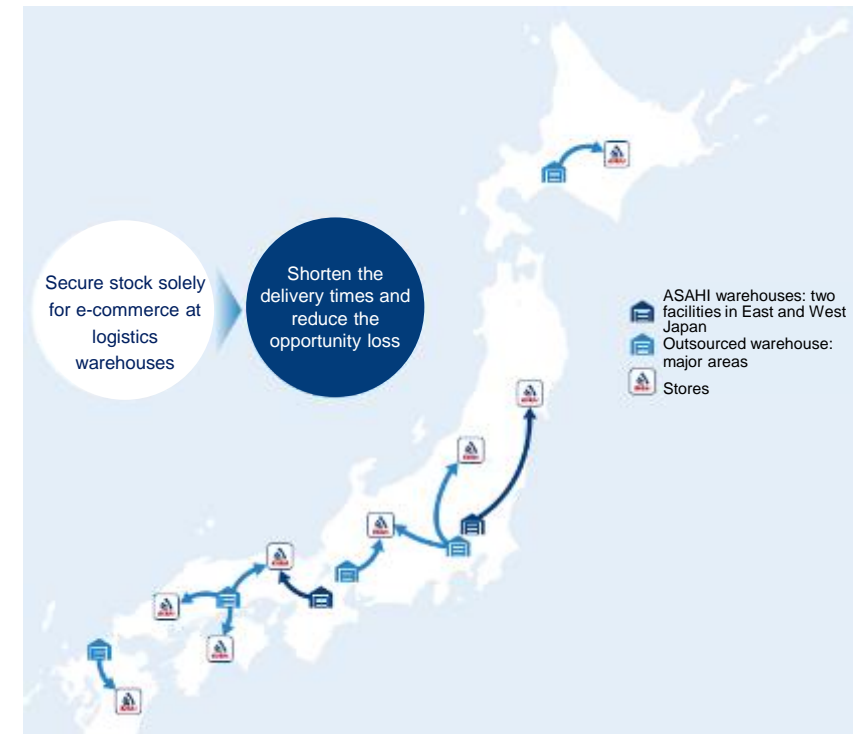 Secure stock solely
for e-commerce at
logistics
warehouses
Shorten the
delivery times and
reduce the
opportunity loss
ASAHI warehouses: two
facilities in East and West
Japan
Outsourced warehouse:
major areas
Stores